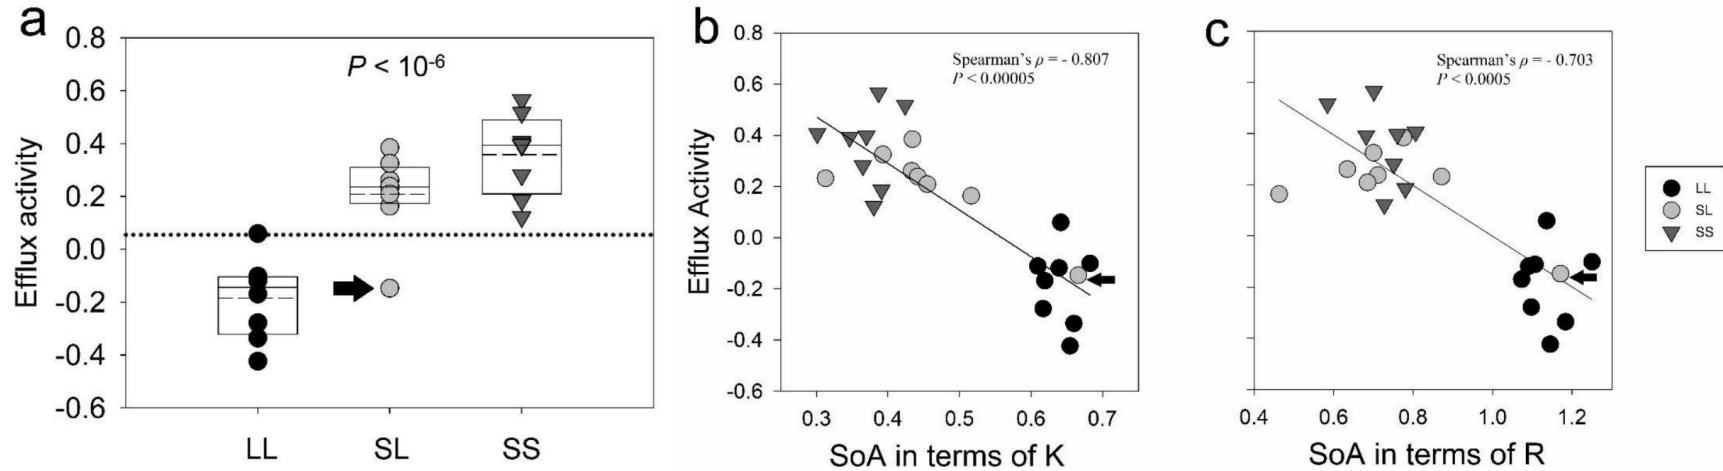 a
P < 10-6
Efflux activity
0.8
0.6
0.4
0.2
0.0
-0.2
-0.4
-0.6
LL
SL
SS
b
Spearman's ρ = - 0.807
P < 0.00005
Efflux Activity
0.8
0.6
0.4
0.2
0.0
-0.2
-0.4
-0.6
0.3
0.4
0.5
0.6
0.7
SoA in terms of K
c
Spearman's ρ = - 0.703
P < 0.0005
0.4
0.6
0.8
1.0
1.2
SoA in terms of R
LL
SL
SS